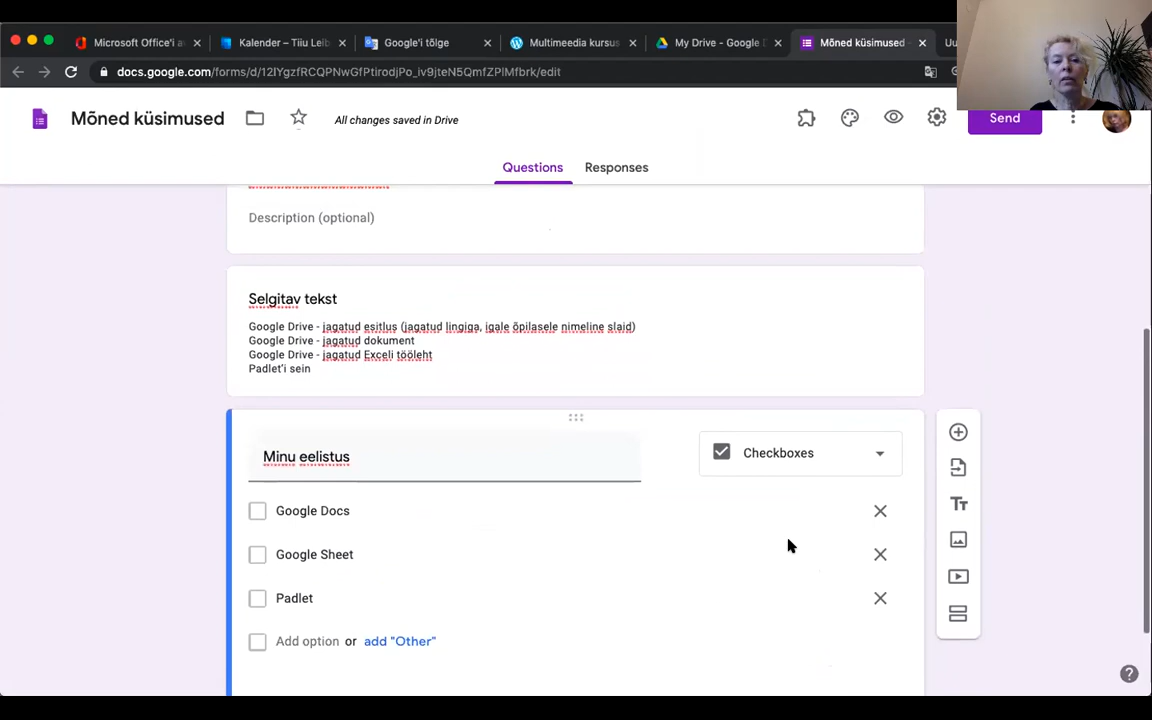 Microsoft Office'i a
Kalender – Tiiu Leib
Google'i tõlge
Multimeedia kursus
My Drive - Google D
Mõned küsimused
docs.google.com/forms/d/12IYgzfRCQPNwGfPtirodjPo_iv9jteN5QmfZPlMfbrk/edit
Mõned küsimused
All changes saved in Drive
Send
Questions
Responses
Description (optional)
Selgitav tekst
Google Drive - jagatud esitlus (jagatud lingiga, igale õpilasele nimeline slaid)
Google Drive - jagatud dokument
Google Drive - jagatud Exceli tööleht
Padlet'i sein
Minu eelistus
Checkboxes
Google Docs
Google Sheet
Padlet
Add option or add "Other"